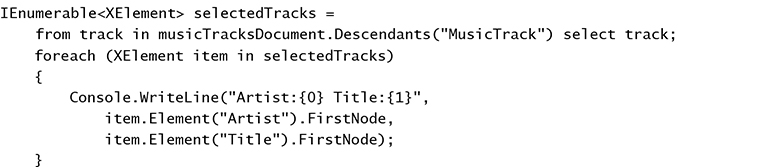 IEnumerable<XElement> selectedTracks =
    from track in musicTracksDocument.Descendants("MusicTrack") select track;
    foreach (XElement item in selectedTracks)
    {
        Console.WriteLine("Artist:{0} Title:{1}",
            item.Element("Artist").FirstNode,
            item.Element("Title").FirstNode);
    }